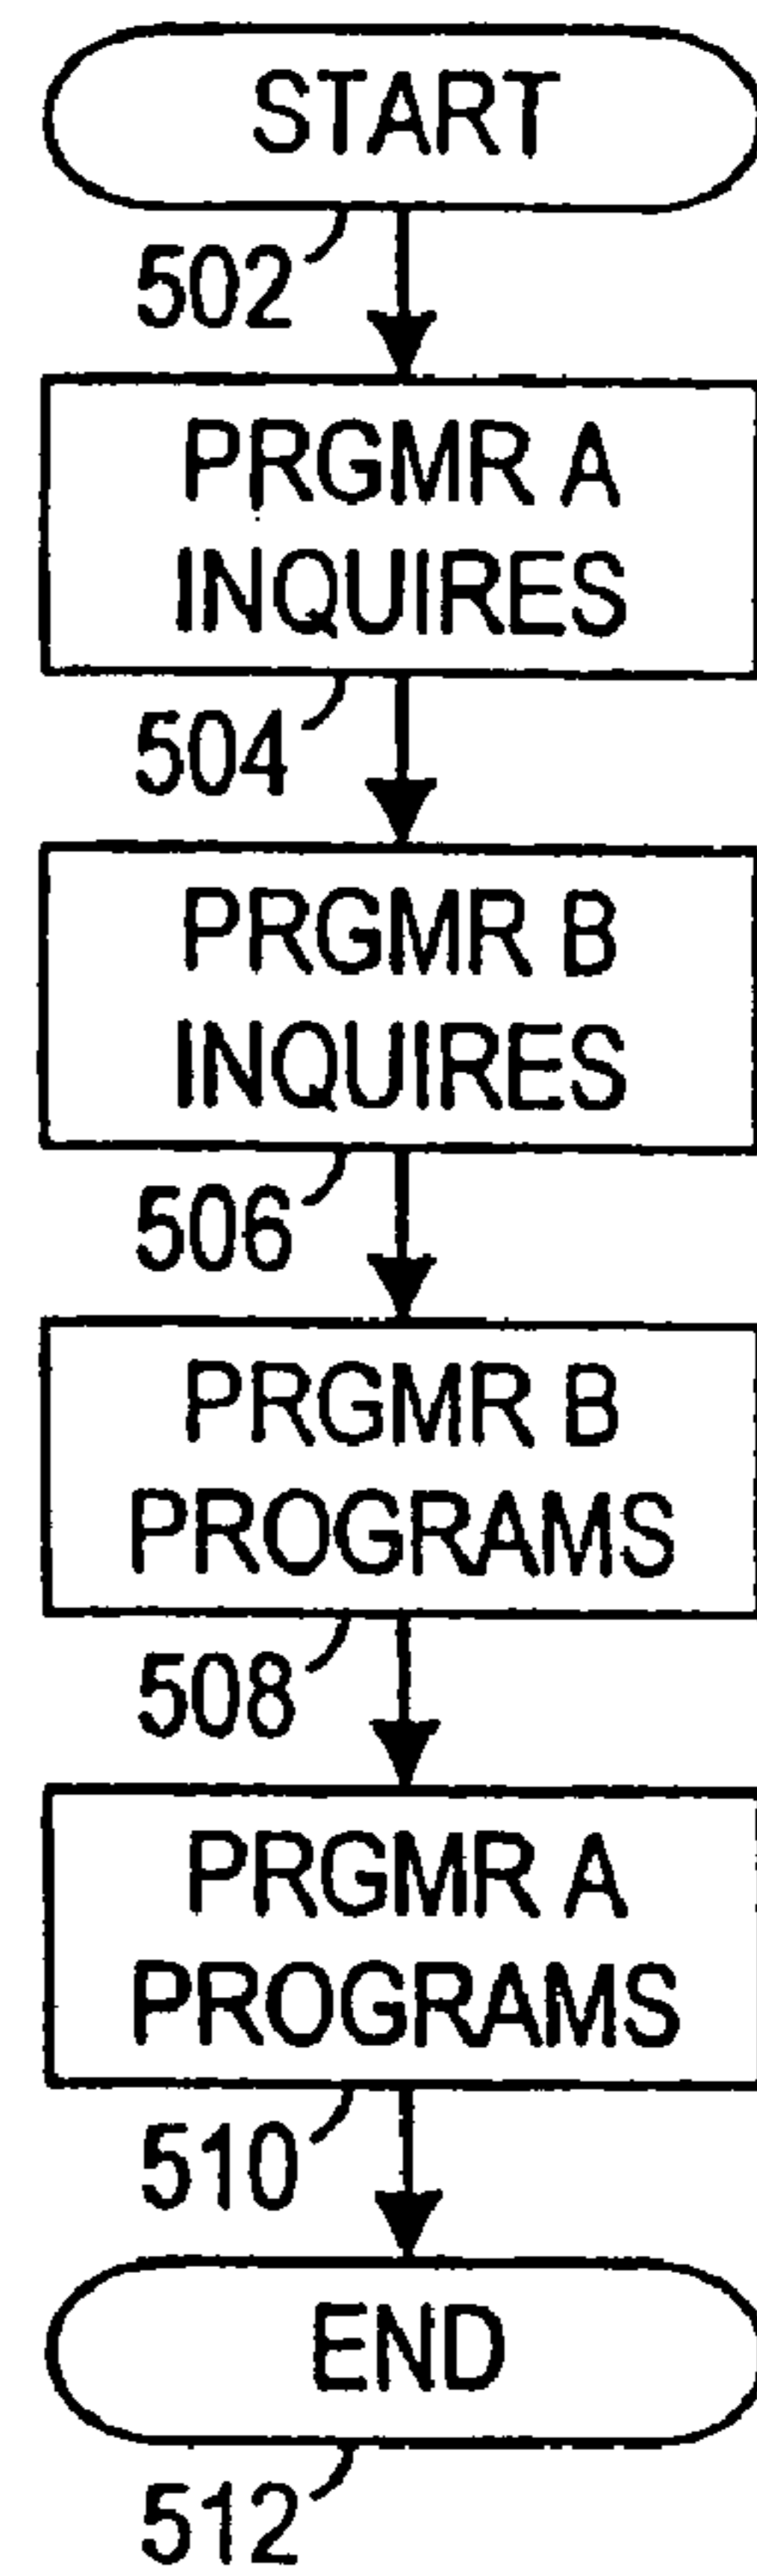 START
502
PRGMR A
INQUIRES
504
PRGMR B
INQUIRES
506
PRGMR B
PROGRAMS
508
PRGMR A
PROGRAMS
510
END
512